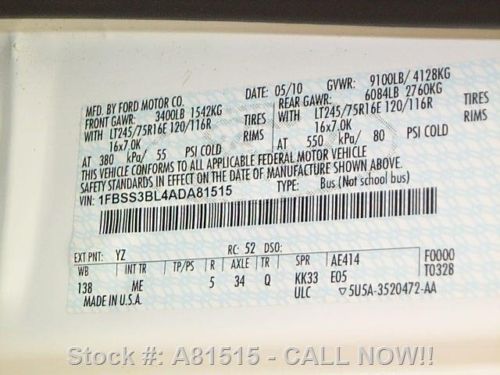 MFD. BY FORD MOTOR CO. DATE: 05/10 GVWR: 9100LB/ 4128KG
FRONT GAWR: 3400LB 1542KG REAR GAWR: 6084LB 2760KG
WITH LT245/75R16E 120/116R TIRES WITH LT245/75R16E 120/116R TIRES
16x7.0K RIMS 16x7.0K RIMS
AT 380 kPa/ 55 PSI COLD AT 550 kPa/ 80 PSI COLD
THIS VEHICLE CONFORMS TO ALL APPLICABLE FEDERAL MOTOR VEHICLE
SAFETY STANDARDS IN EFFECT ON THE DATE OF MANUFACTURE SHOWN ABOVE.
VIN: 1FBSS3BL4ADA81515 TYPE: Bus (Not school bus)
EXT PNT: YZ RC: 52 DSO: F0000
WB INT TR TP/PS R AXLE TR SPR AE414 T0328
138 ME 5 34 Q KK33 E05
MADE IN U.S.A. ULC ▽5U5A-3520472-AA
Stock #: A81515 - CALL NOW!!